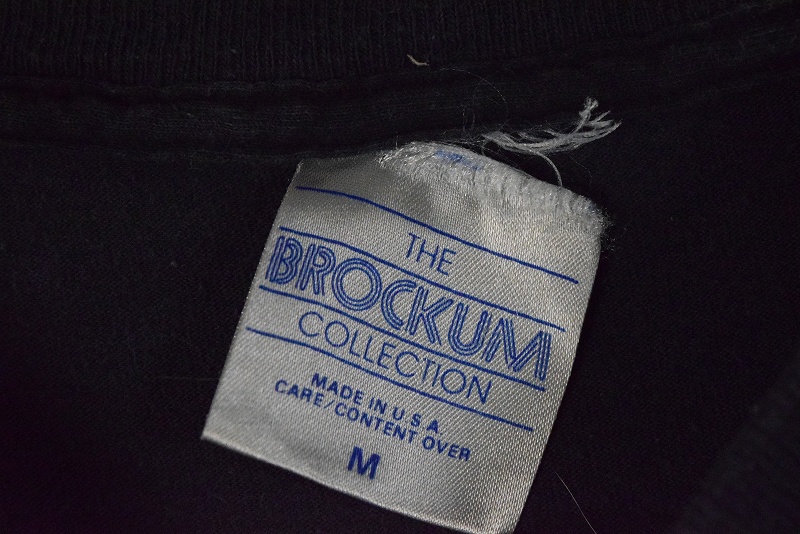 THE
BROCKUM
COLLECTION
MADE IN U.S.A.
CARE/CONTENT OVER
M